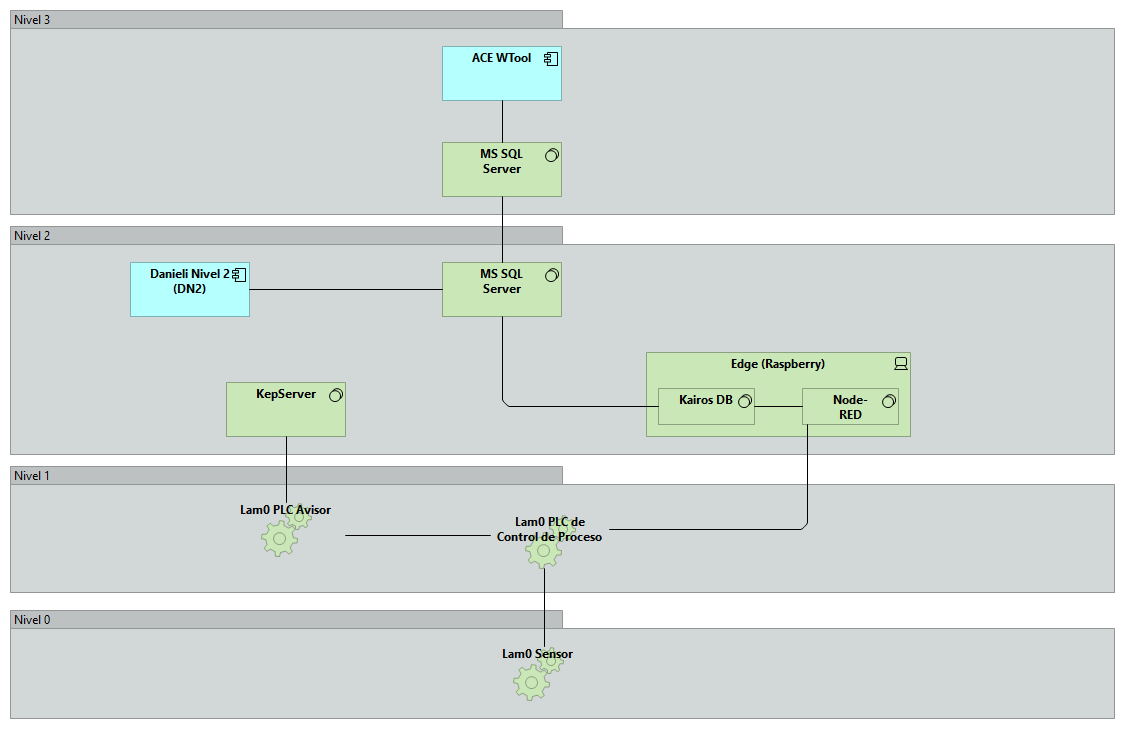 Nivel 3
ACE WTool
MS SQL
Server
Nivel 2
Danieli Nivel 2
(DN2)
MS SQL
Server
Edge (Raspberry)
KepServer
Kairos DB
Node-
RED
Nivel 1
Lam0 PLC Avisor
Lam0 PLC de
Control de Proceso
Nivel 0
Lam0 Sensor